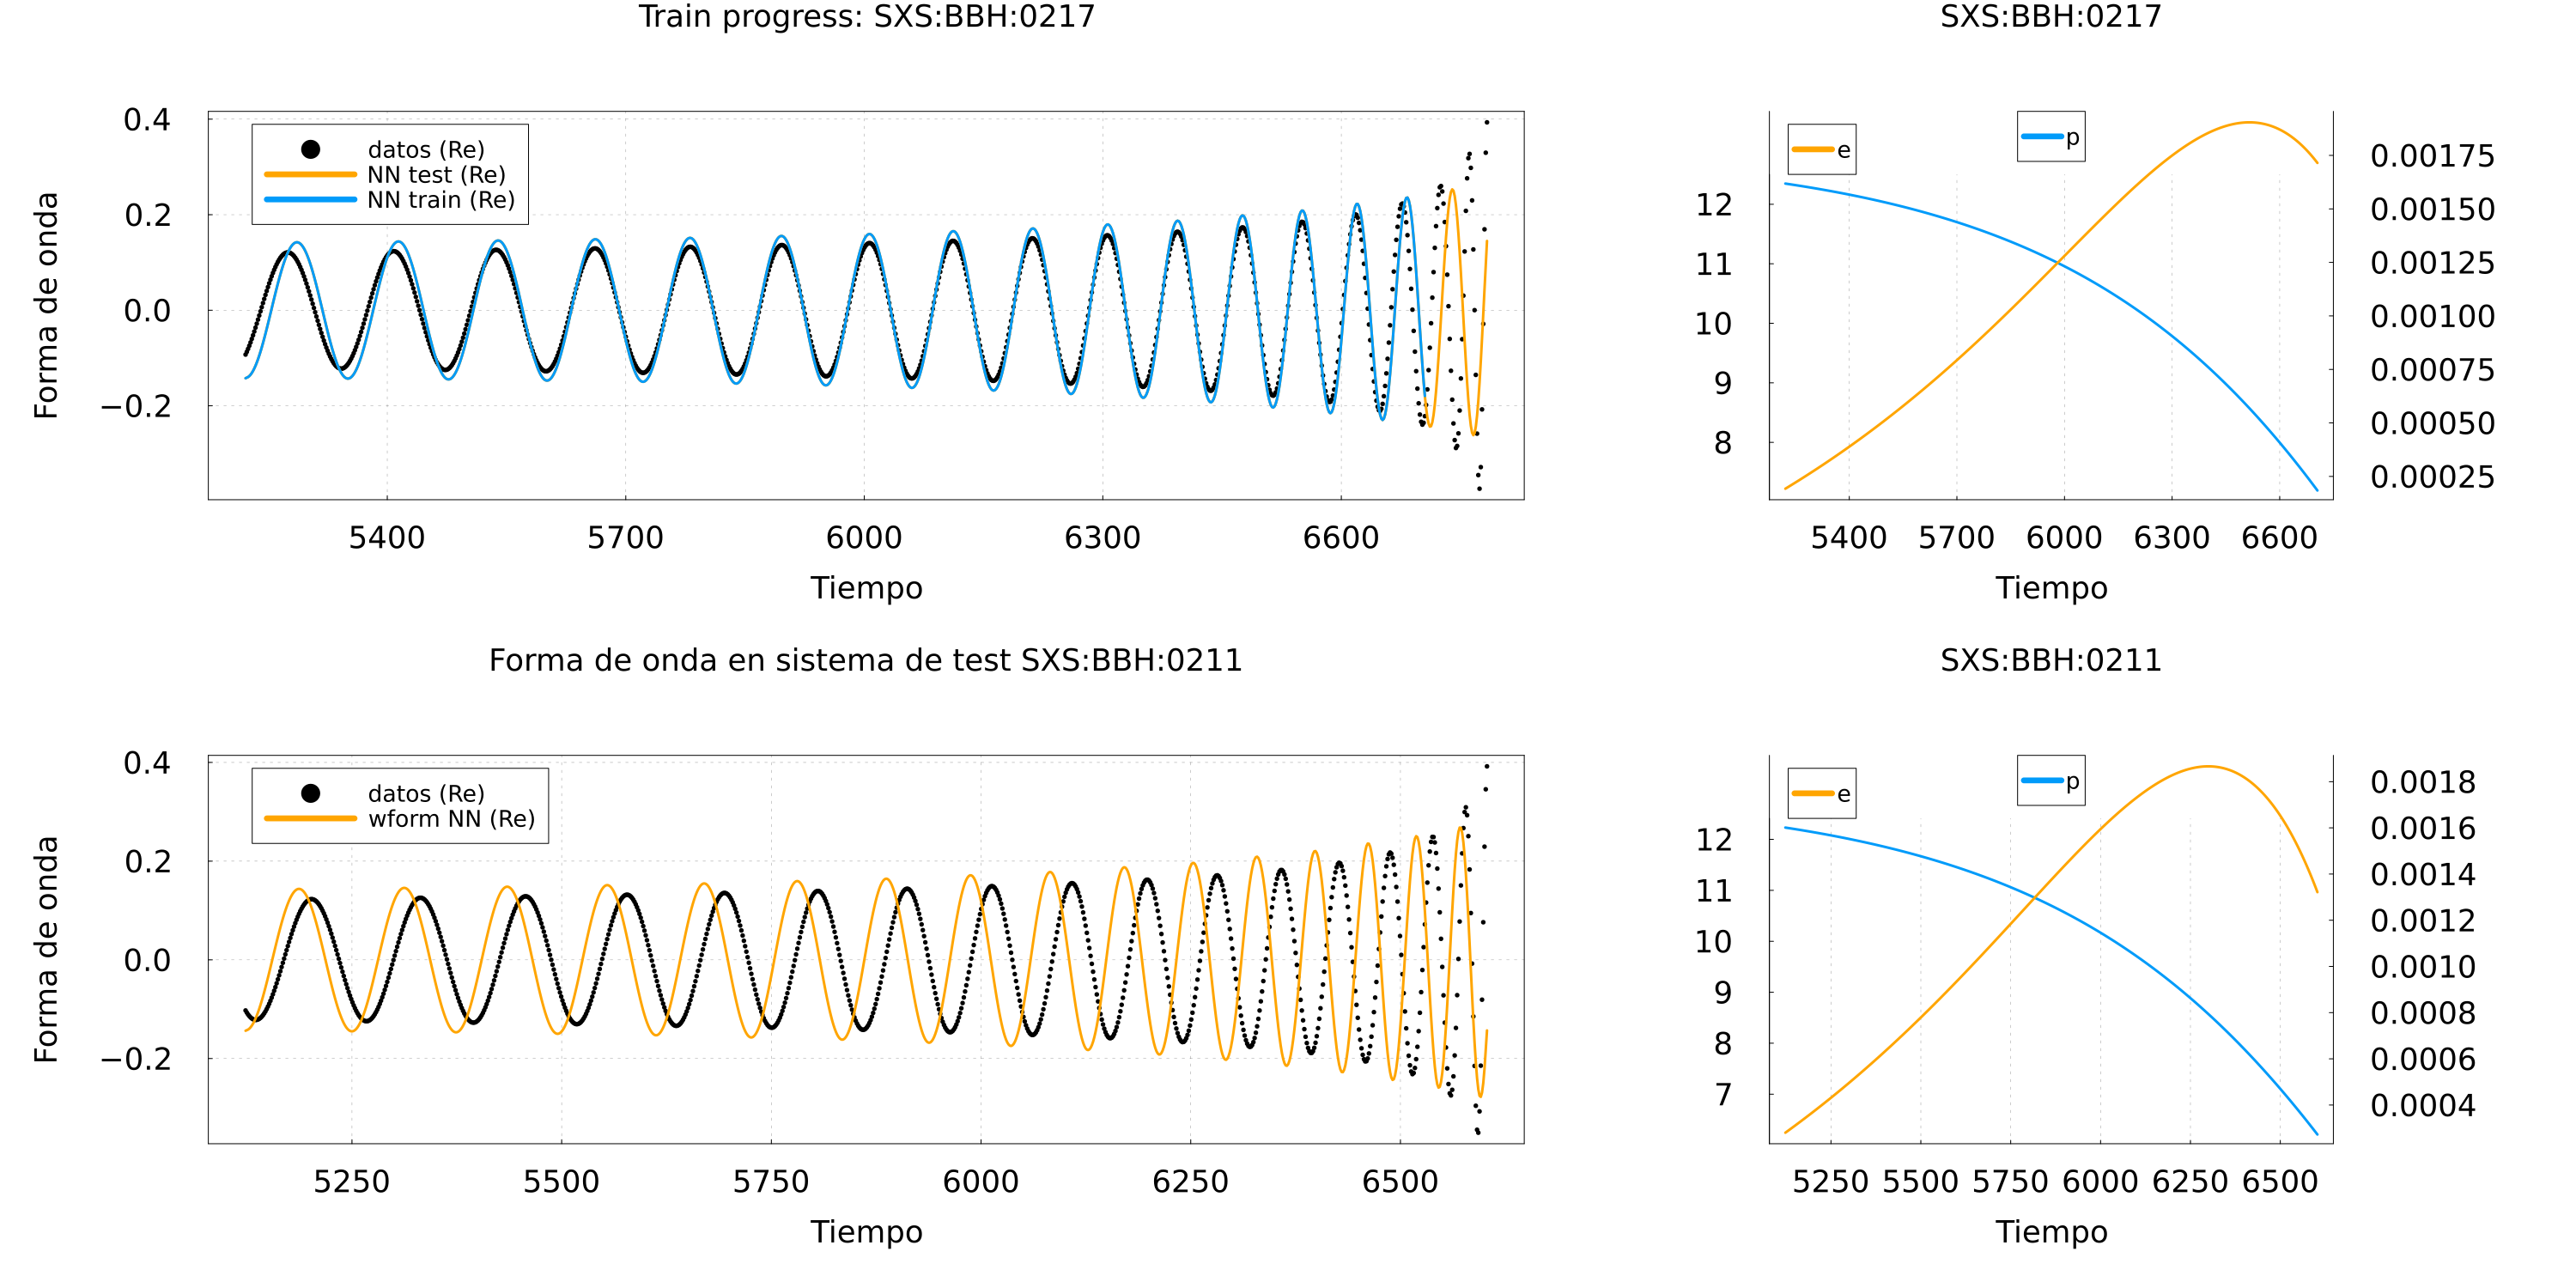 Train progress: SXS:BBH:0217
0.4
0.2
0.0
−0.2
Forma de onda
datos (Re)
NN test (Re)
NN train (Re)
5400 5700 6000 6300 6600
Tiempo
SXS:BBH:0217
e
p
12
11
10
9
8
0.00175
0.00150
0.00125
0.00100
0.00075
0.00050
0.00025
5400 5700 6000 6300 6600
Tiempo
Forma de onda en sistema de test SXS:BBH:0211
0.4
0.2
0.0
−0.2
Forma de onda
datos (Re)
wform NN (Re)
5250 5500 5750 6000 6250 6500
Tiempo
SXS:BBH:0211
e
p
12
11
10
9
8
7
0.0018
0.0016
0.0014
0.0012
0.0010
0.0008
0.0006
0.0004
5250 5500 5750 6000 6250 6500
Tiempo